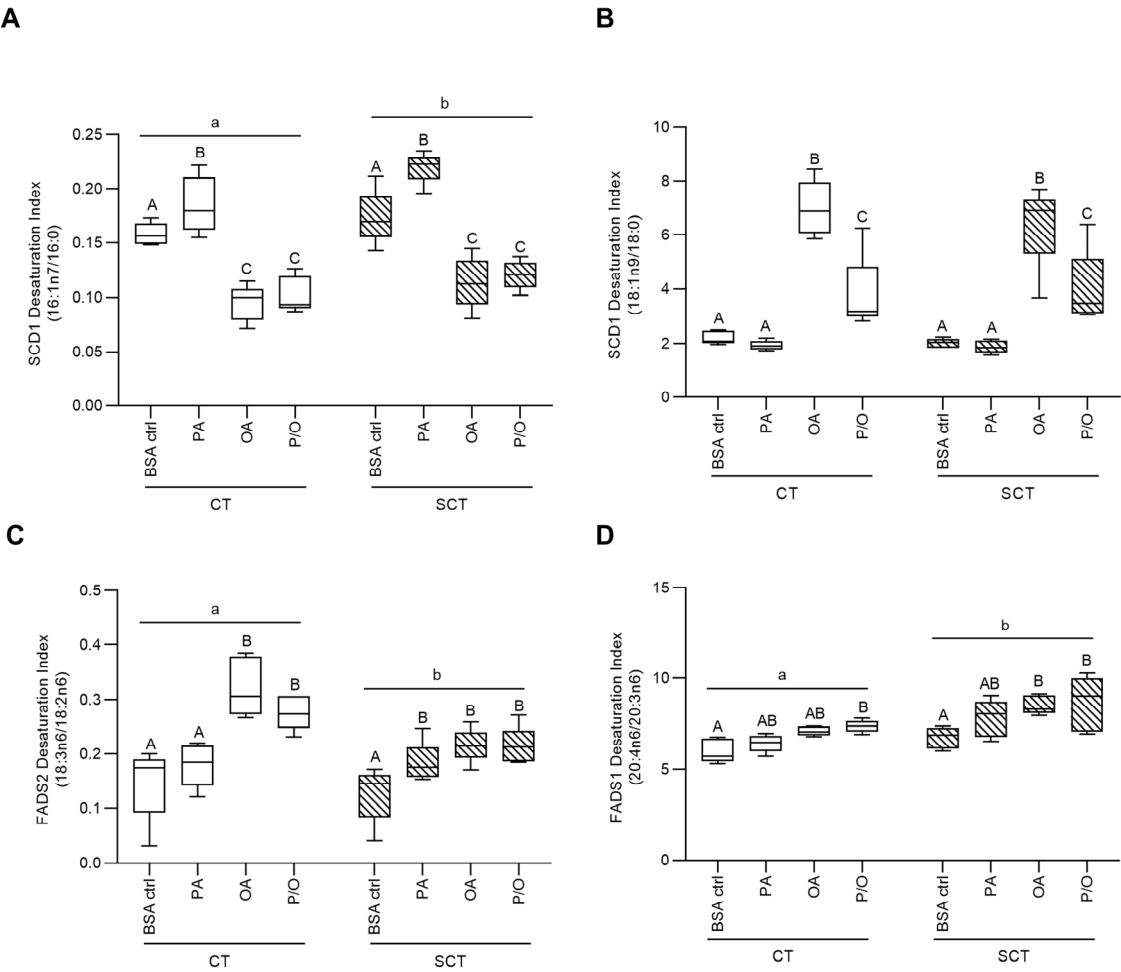 A
SCD1 Desaturation Index
(16:1n7/16:0)
0.25
0.20
0.15
0.10
0.05
0.00
a
b
A
B
C
C
A
B
C
C
BSA ctrl
PA
OA
P/O
BSA ctrl
PA
OA
P/O
CT
SCT
B
SCD1 Desaturation Index
(18:1n9/18:0)
10
8
6
4
2
0
A
A
B
C
A
A
B
C
BSA ctrl
PA
OA
P/O
BSA ctrl
PA
OA
P/O
CT
SCT
C
FADS2 Desaturation Index
(18:3n6/18:2n6)
0.5
0.4
0.3
0.2
0.1
0.0
a
b
A
A
B
B
A
B
B
B
BSA ctrl
PA
OA
P/O
BSA ctrl
PA
OA
P/O
CT
SCT
D
FADS1 Desaturation Index
(20:4n6/20:3n6)
15
10
5
0
a
b
A
AB
AB
B
A
AB
B
B
BSA ctrl
PA
OA
P/O
BSA ctrl
PA
OA
P/O
CT
SCT